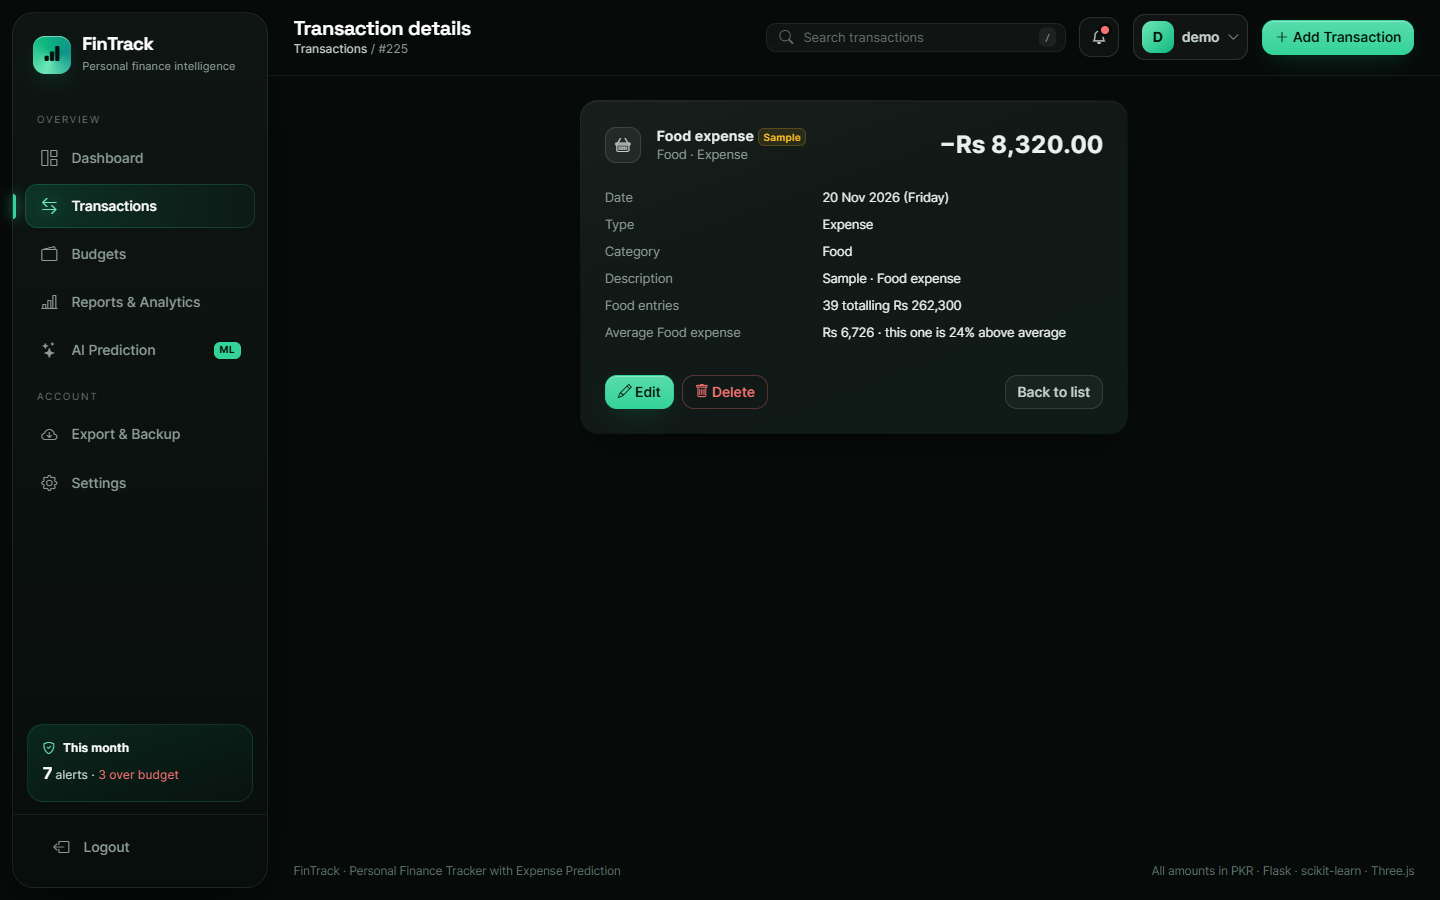 FinTrack
Personal finance intelligence
OVERVIEW
Dashboard
Transactions
Budgets
Reports & Analytics
AI Prediction ML
ACCOUNT
Export & Backup
Settings
This month
7 alerts · 3 over budget
Logout
Transaction details
Transactions / #225
Search transactions /
D demo
+ Add Transaction
Food expense Sample
Food · Expense
−Rs 8,320.00
Date 20 Nov 2026 (Friday)
Type Expense
Category Food
Description Sample · Food expense
Food entries 39 totalling Rs 262,300
Average Food expense Rs 6,726 · this one is 24% above average
Edit Delete Back to list
FinTrack · Personal Finance Tracker with Expense Prediction
All amounts in PKR · Flask · scikit-learn · Three.js